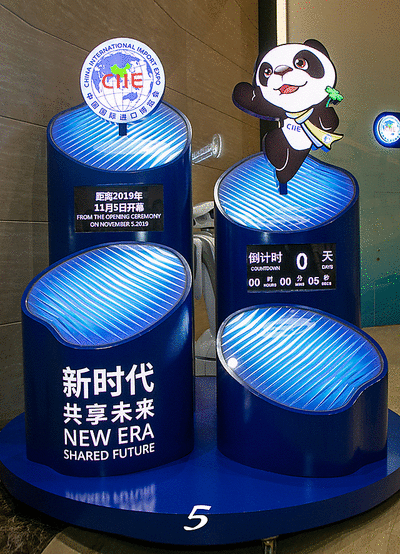 CHINA INTERNATIONAL IMPORT EXPO
CIIE
中国国际进口博览会
CIIE
距离2019年
11月5日开幕
FROM THE OPENING CEREMONY
ON NOVEMBER 5,2019
倒计时 0 天
COUNTDOWN DAYS
00 时 00 分 05 秒
HOURS MINS SECS
新时代
共享未来
NEW ERA
SHARED FUTURE
5